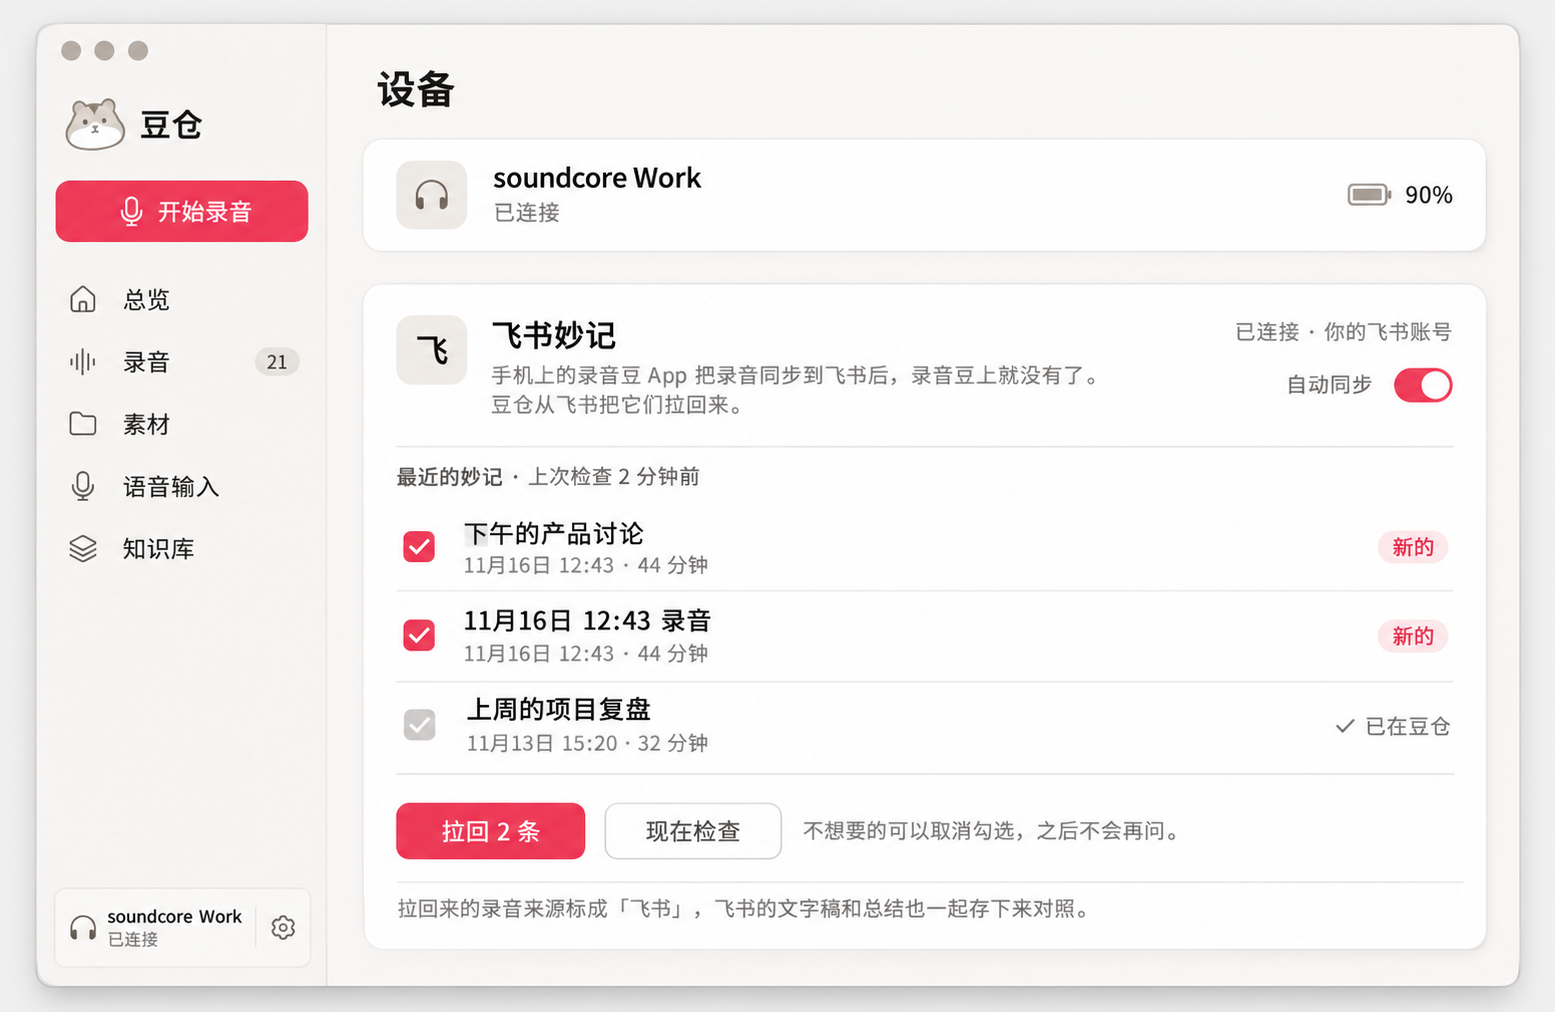 豆仓
开始录音
总览
录音 21
素材
语音输入
知识库
soundcore Work
已连接
设备
soundcore Work
已连接
90%
飞
飞书妙记
手机上的录音豆 App 把录音同步到飞书后，录音豆上就没有了。
豆仓从飞书把它们拉回来。
已连接 · 你的飞书账号
自动同步
最近的妙记 · 上次检查 2 分钟前
下午的产品讨论
11月16日 12:43 · 44 分钟
新的
11月16日 12:43 录音
11月16日 12:43 · 44 分钟
新的
上周的项目复盘
11月13日 15:20 · 32 分钟
已在豆仓
拉回 2 条
现在检查
不想要的可以取消勾选，之后不会再问。
拉回来的录音来源标成「飞书」，飞书的文字稿和总结也一起存下来对照。